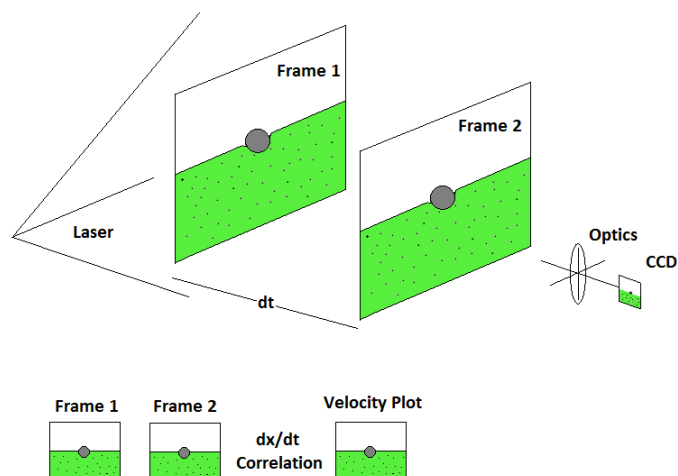 Frame 1
Frame 2
Laser
Optics
CCD
dt
Frame 1
Frame 2
Velocity Plot
dx/dt
Correlation